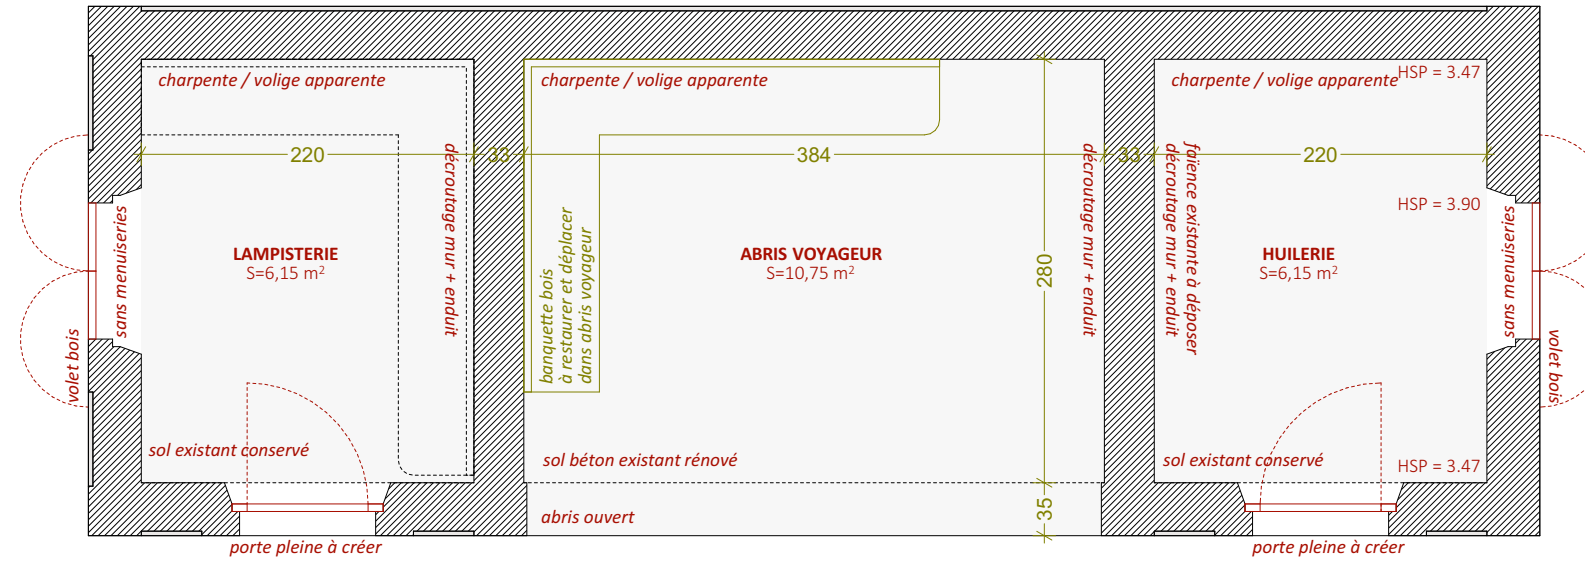 charpente / volige apparente
charpente / volige apparente
charpente / volige apparente
HSP = 3.47
220
33
384
33
220
décroutage mur + enduit
décroutage mur + enduit
faïence existante à déposer
décroutage mur + enduit
HSP = 3.90
sans menuiseries
LAMPISTERIE
S=6,15 m²
banquette bois
à restaurer et déplacer
dans abris voyageur
ABRIS VOYAGEUR
S=10,75 m²
280
HUILERIE
S=6,15 m²
sans menuiseries
volet bois
volet bois
sol existant conservé
sol béton existant rénové
sol existant conservé
HSP = 3.47
abris ouvert
35
porte pleine à créer
porte pleine à créer